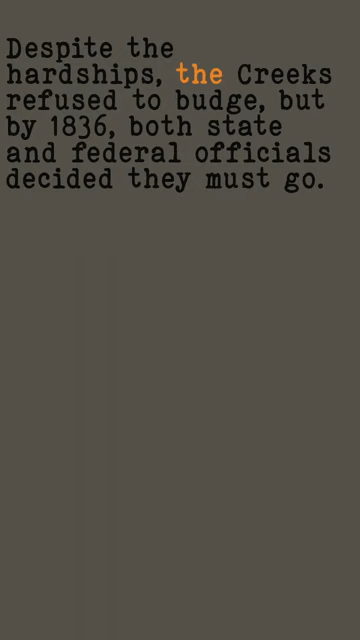 Despite the
hardships, the Creeks
refused to budge, but
by 1836, both state
and federal officials
decided they must go.